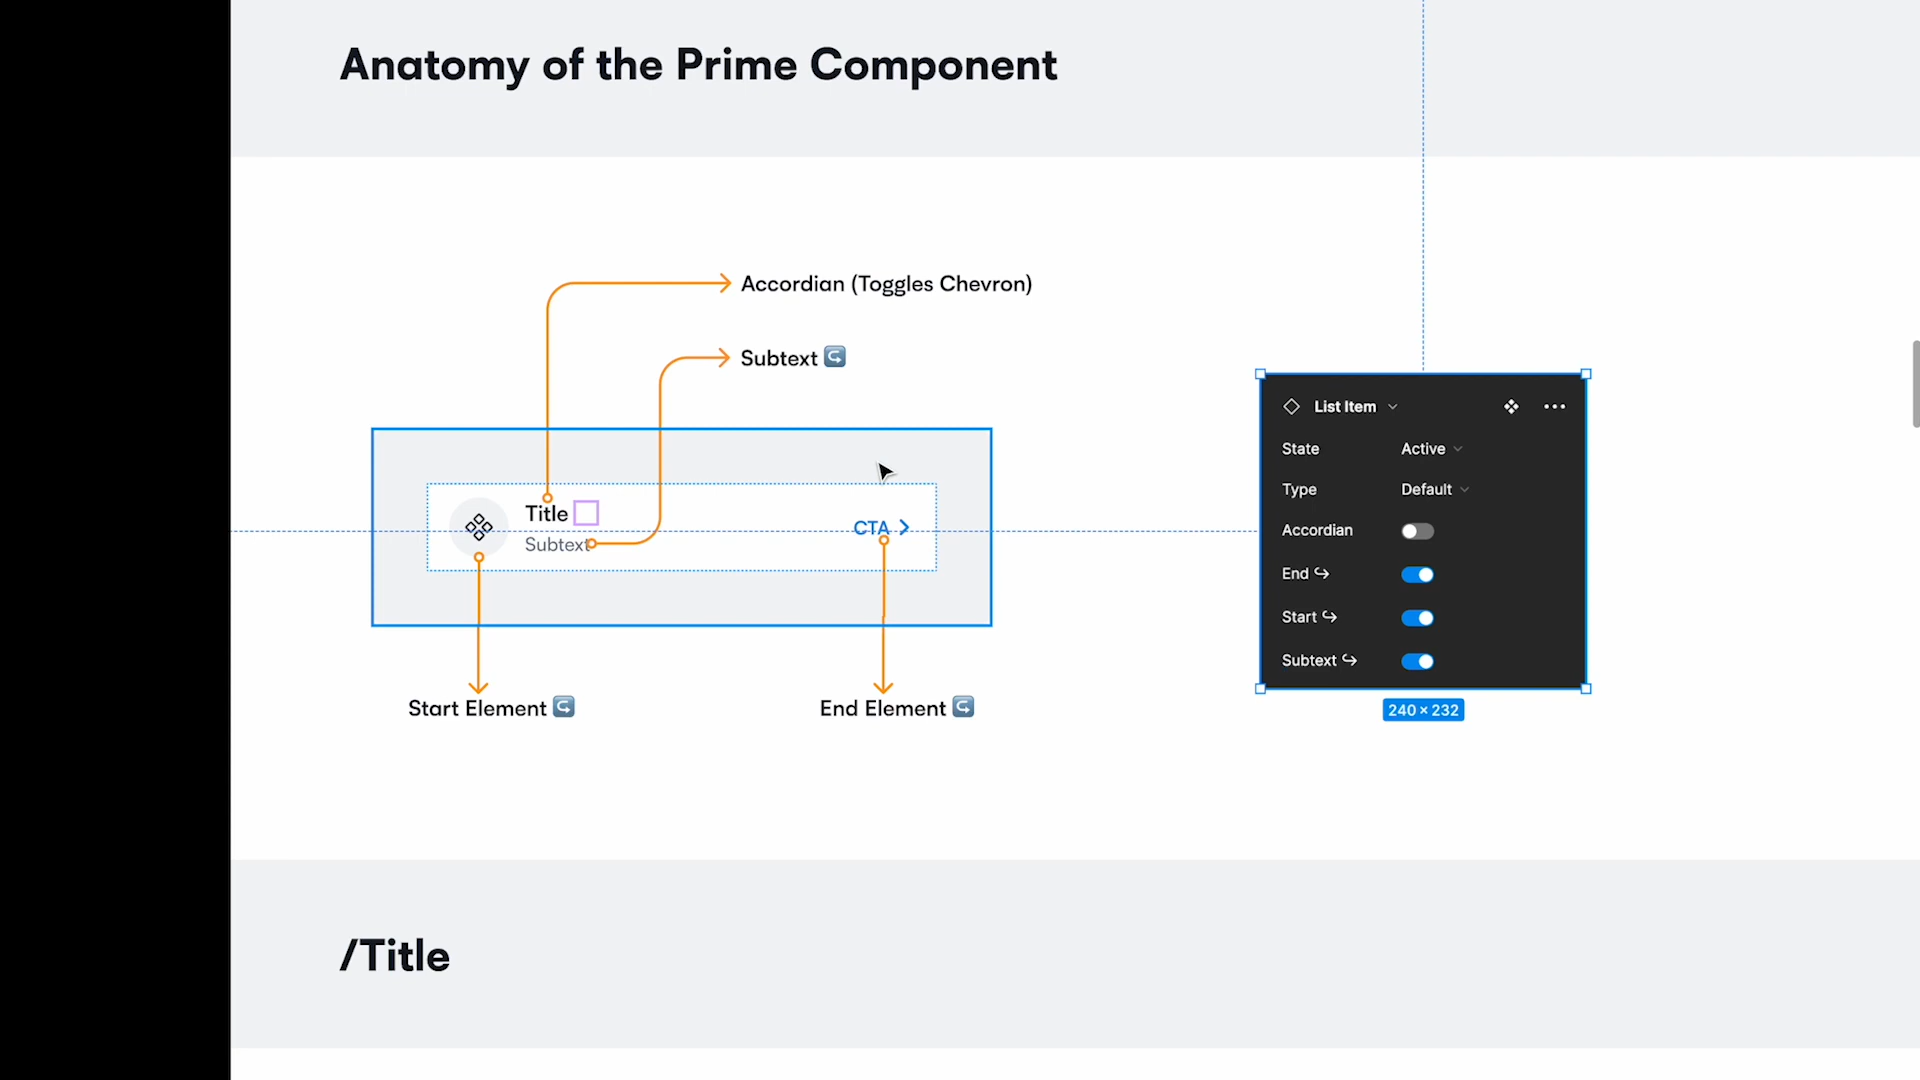 Anatomy of the Prime Component
Accordian (Toggles Chevron)
Subtext
Title
Subtext
CTA
Start Element
End Element
List Item
State Active
Type Default
Accordian
End
Start
Subtext
240 × 232
/Title